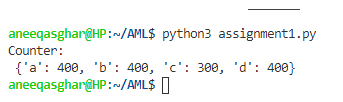 aneeqasghar@HP:~/AML$ python3 assignment1.py
Counter:
 {'a': 400, 'b': 400, 'c': 300, 'd': 400}
aneeqasghar@HP:~/AML$